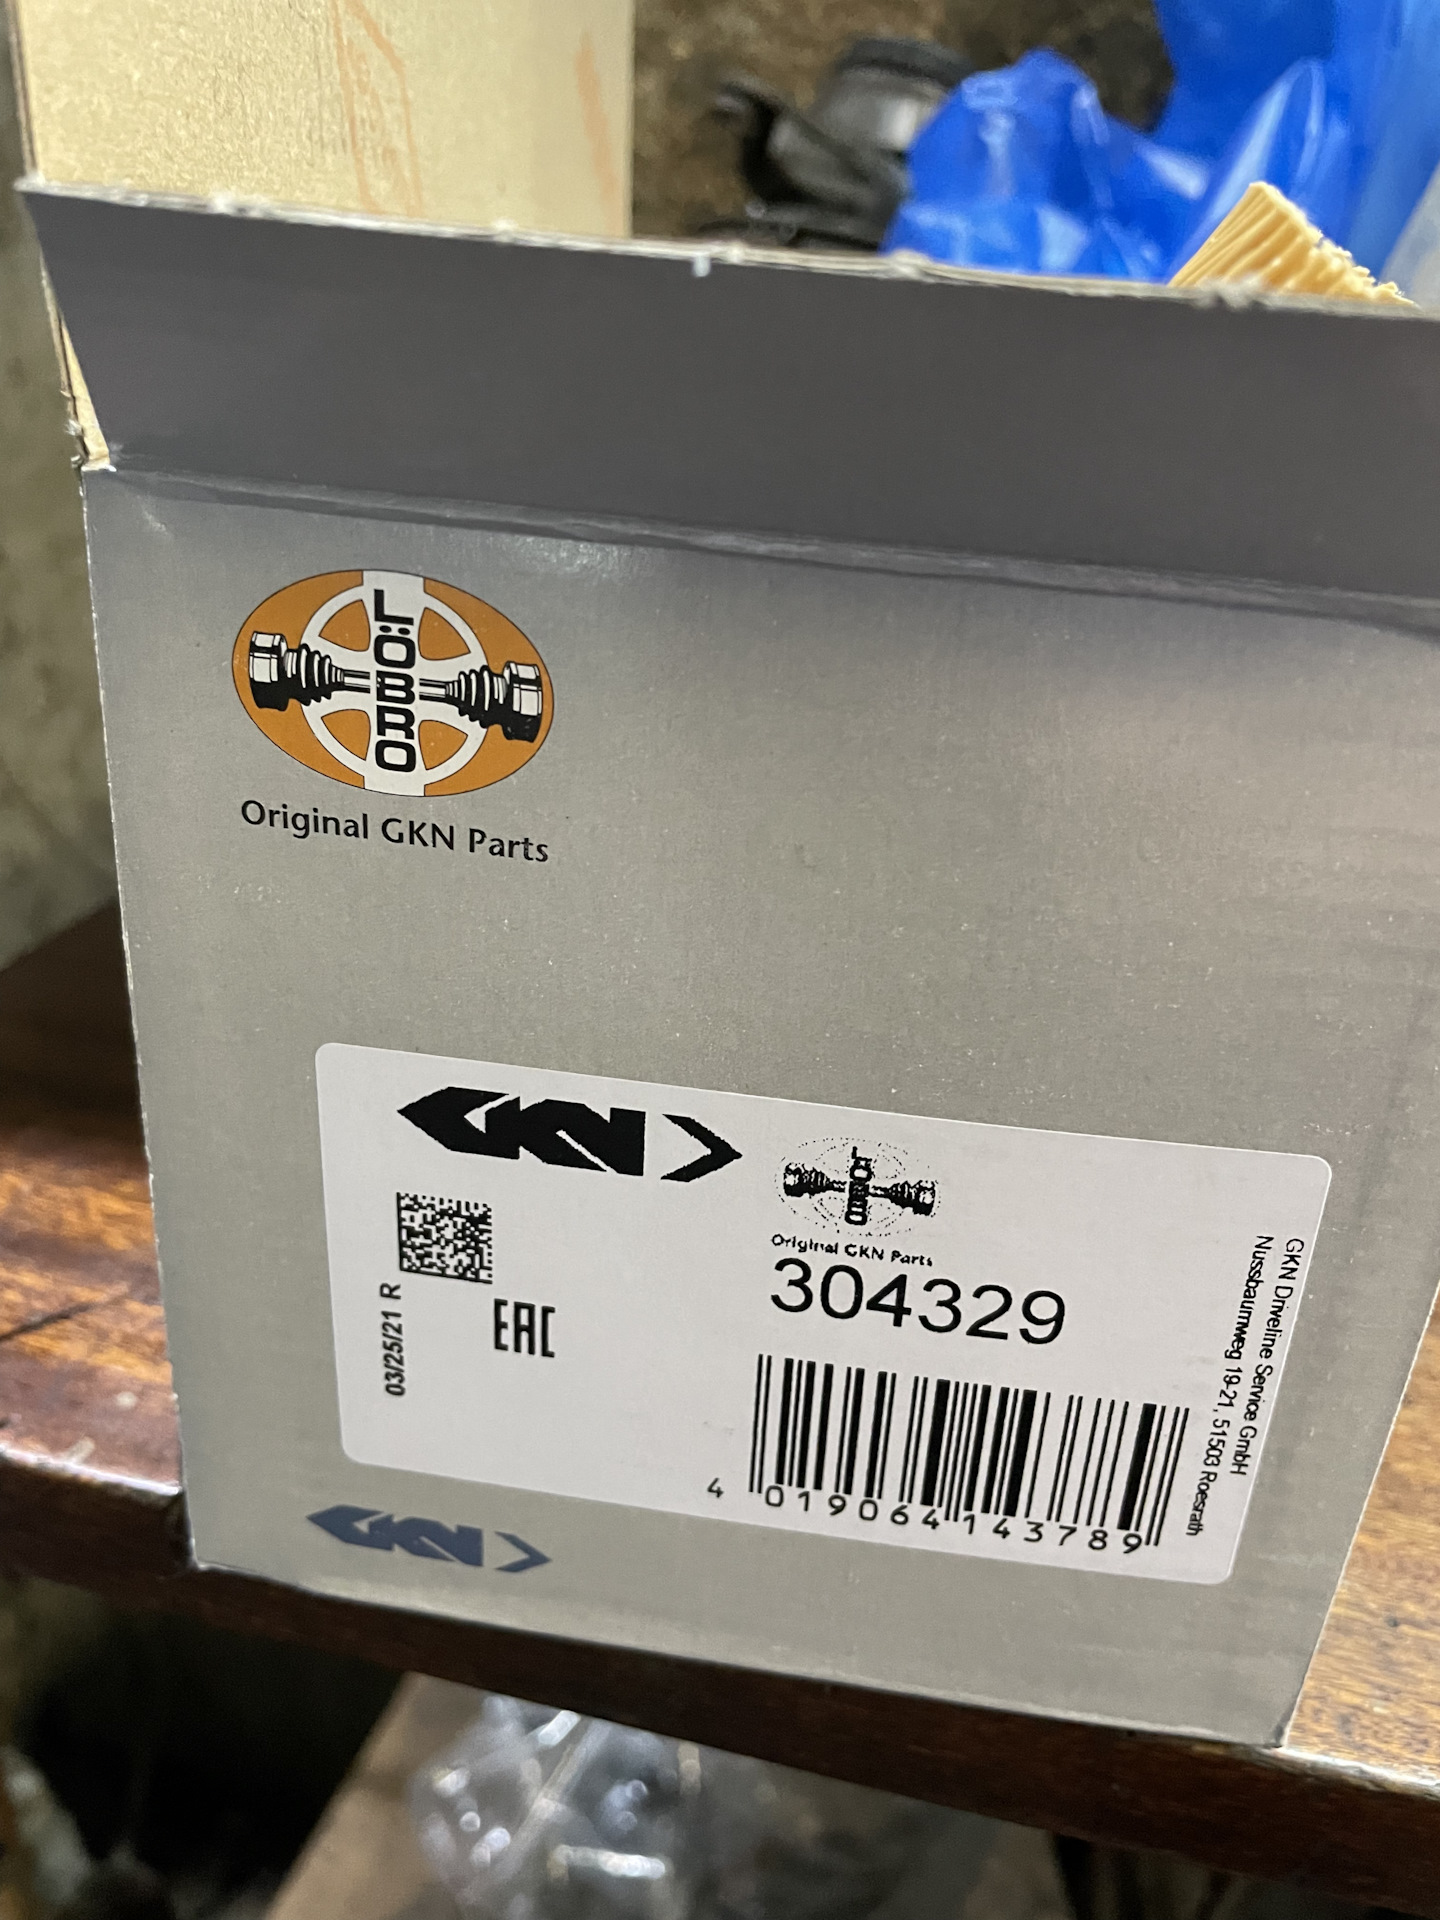 LÖBRO
Original GKN Parts
GKN
LÖBRO
Original GKN Parts
304329
03/25/21 R
EAC
4 019064 143789
GKN Driveline Service GmbH
Nussbaumweg 19-21, 51503 Roesrath
GKN